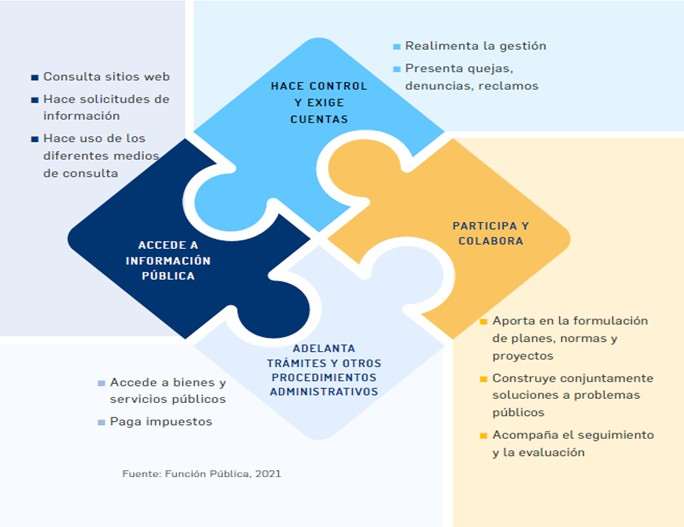 Consulta sitios web
Hace solicitudes de
información
Hace uso de los
diferentes medios
de consulta
Realimenta la gestión
Presenta quejas,
denuncias, reclamos
HACE CONTROL
Y EXIGE
CUENTAS
ACCEDE A
INFORMACIÓN
PÚBLICA
PARTICIPA Y
COLABORA
ADELANTA
TRÁMITES Y OTROS
PROCEDIMIENTOS
ADMINISTRATIVOS
Accede a bienes y
servicios públicos
Paga impuestos
Aporta en la formulación
de planes, normas y
proyectos
Construye conjuntamente
soluciones a problemas
públicos
Acompaña el seguimiento
y la evaluación
Fuente: Función Pública, 2021